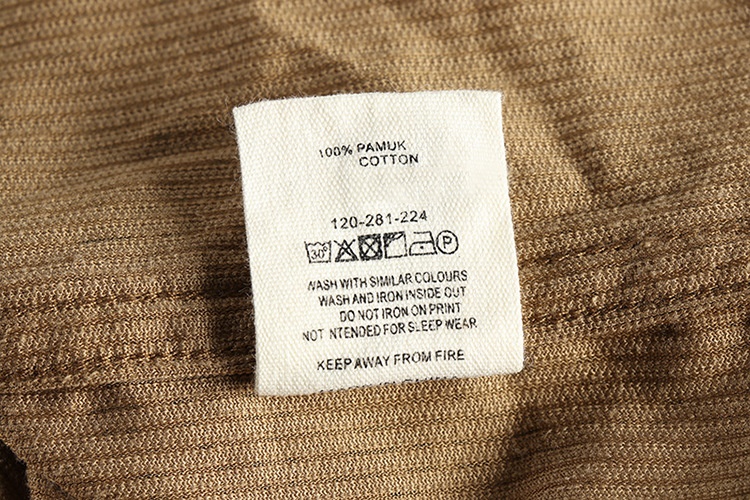 100% PAMUK
COTTON
120-281-224
30°
P
WASH WITH SIMILAR COLOURS
WASH AND IRON INSIDE OUT
DO NOT IRON ON PRINT
NOT NTENDED FOR SLEEP WEAR
KEEP AWAY FROM FIRE